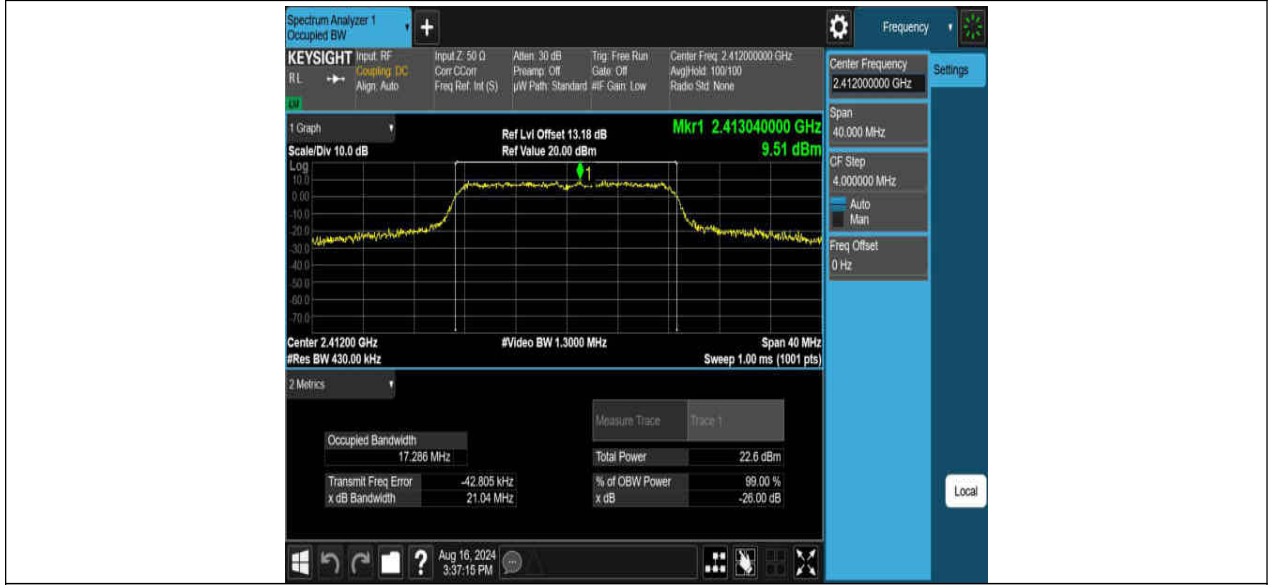 Spectrum Analyzer 1
Occupied BW
+
Frequency
KEYSIGHT
RL
Input: RF
Coupling: DC
Align: Auto
Input Z: 50 Ω
Corr CCorr
Freq Ref: Int (S)
Atten: 30 dB
Preamp: Off
µW Path: Standard
Trig: Free Run
Gate: Off
#IF Gain: Low
Center Freq: 2.412000000 GHz
Avg|Hold: 100/100
Radio Std: None
Center Frequency
2.412000000 GHz
Settings
Span
40.000 MHz
CF Step
4.000000 MHz
Auto
Man
Freq Offset
0 Hz
Local
1 Graph
Scale/Div 10.0 dB
Ref Lvl Offset 13.18 dB
Ref Value 20.00 dBm
Mkr1 2.413040000 GHz
9.51 dBm
Log
10.0
0.00
-10.0
-20.0
-30.0
-40.0
-50.0
-60.0
-70.0
1
Center 2.41200 GHz
#Video BW 1.3000 MHz
Span 40 MHz
#Res BW 430.00 kHz
Sweep 1.00 ms (1001 pts)
2 Metrics
Measure Trace Trace 1
Occupied Bandwidth
17.286 MHz
Total Power 22.6 dBm
Transmit Freq Error -42.805 kHz
% of OBW Power 99.00 %
x dB Bandwidth 21.04 MHz
x dB -26.00 dB
?
Aug 16, 2024
3:37:15 PM